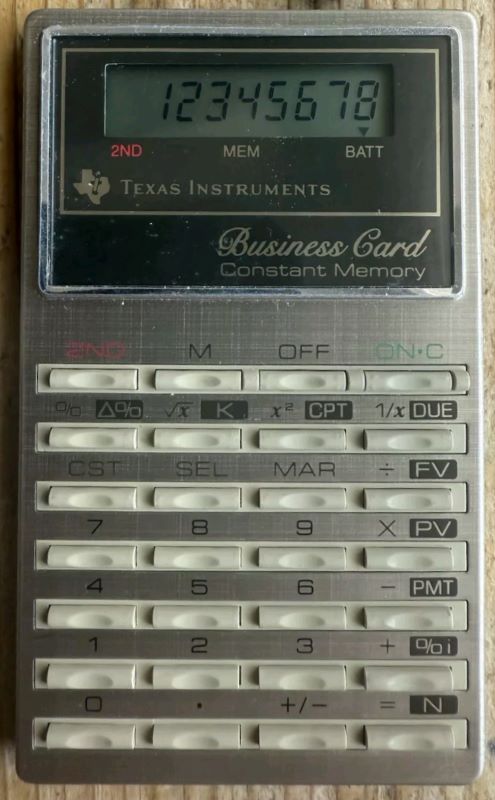 12345678
2ND MEM BATT
TEXAS INSTRUMENTS
Business Card
Constant Memory
2ND M OFF ON•C
% Δ% √x K x² CPT 1/x DUE
CST SEL MAR ÷ FV
7 8 9 X PV
4 5 6 − PMT
1 2 3 + %i
0 . +/− = N